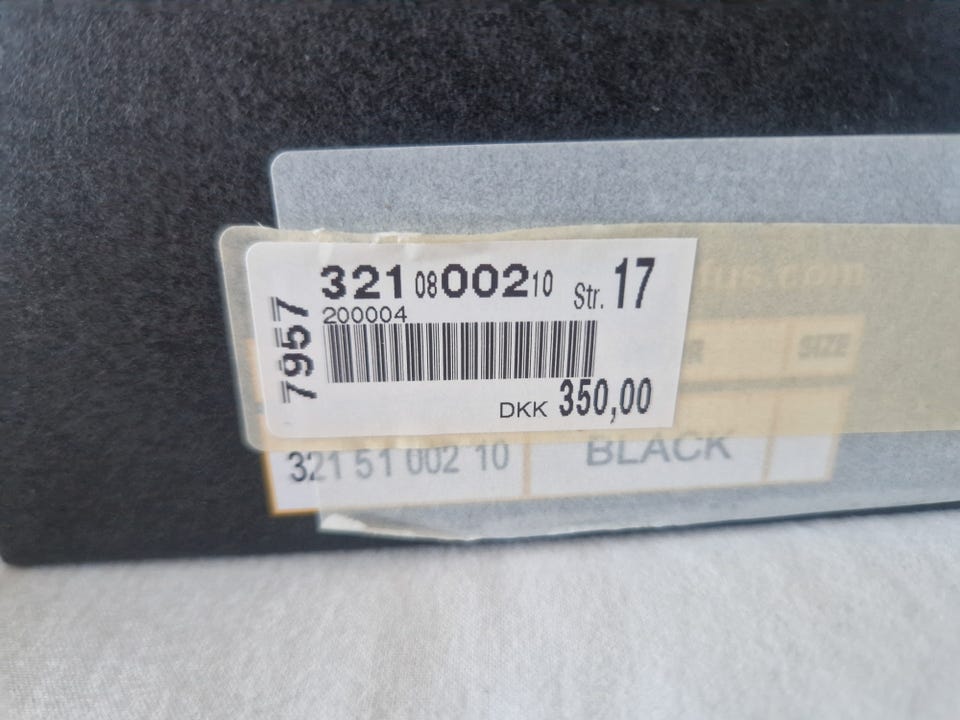 7957
321 08 002 10 Str. 17
200004
DKK 350,00
SIZE
321 51 002 10 BLACK